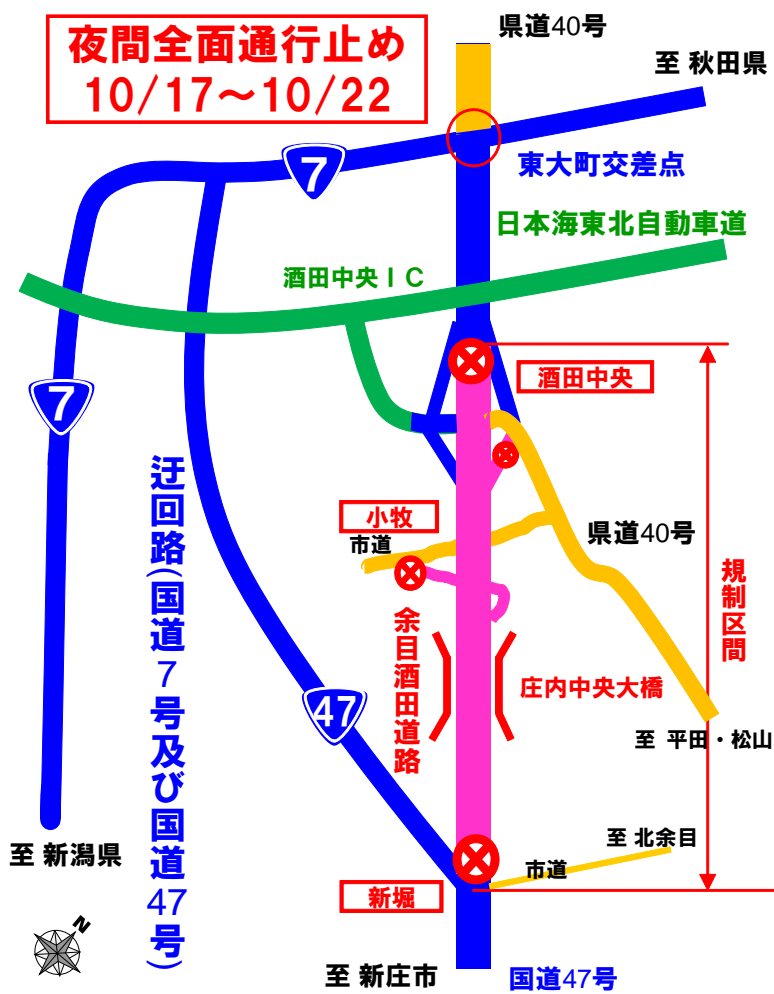 夜間全面通行止め
10/17～10/22
県道40号
至 秋田県
7
東大町交差点
日本海東北自動車道
酒田中央ＩＣ
酒田中央
7
迂回路(国道7号及び国道47号)
小牧
市道
県道40号
規制区間
余目酒田道路
庄内中央大橋
47
至 平田・松山
至 北余目
市道
至 新潟県
新堀
N
至 新庄市
国道47号